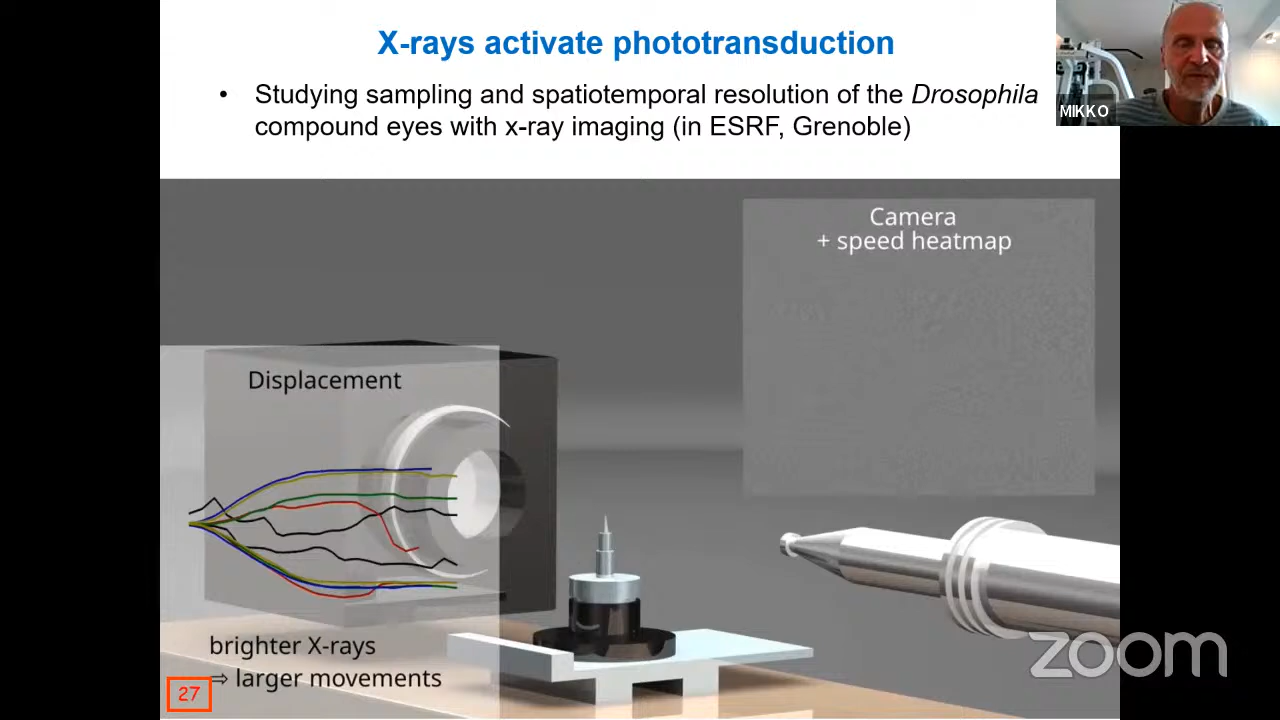 X-rays activate phototransduction
• Studying sampling and spatiotemporal resolution of the Drosophila
compound eyes with x-ray imaging (in ESRF, Grenoble)
MIKKO
Camera
+ speed heatmap
Displacement
brighter X-rays
⇨ larger movements
27
zoom